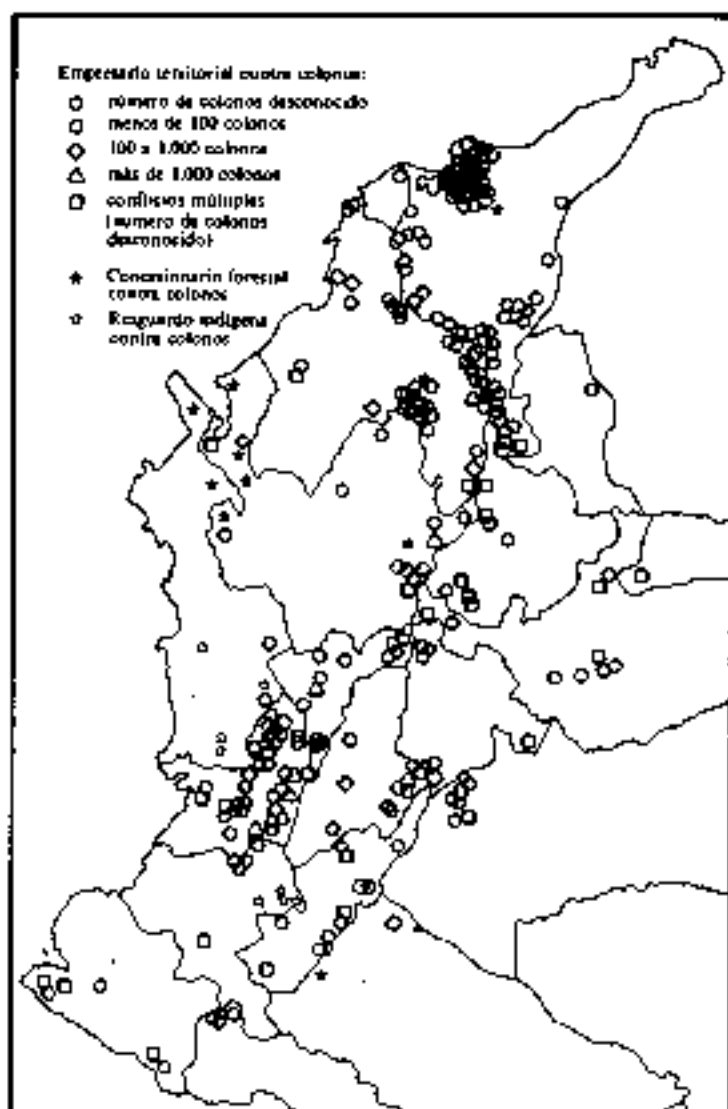 Empresario territorial contra colonos:
número de colonos desconocido
menos de 100 colonos
100 a 1.000 colonos
más de 1.000 colonos
conflictos múltiples
(número de colonos
desconocido)
Concesionario forestal
contra colonos
Resguardo indígena
contra colonos